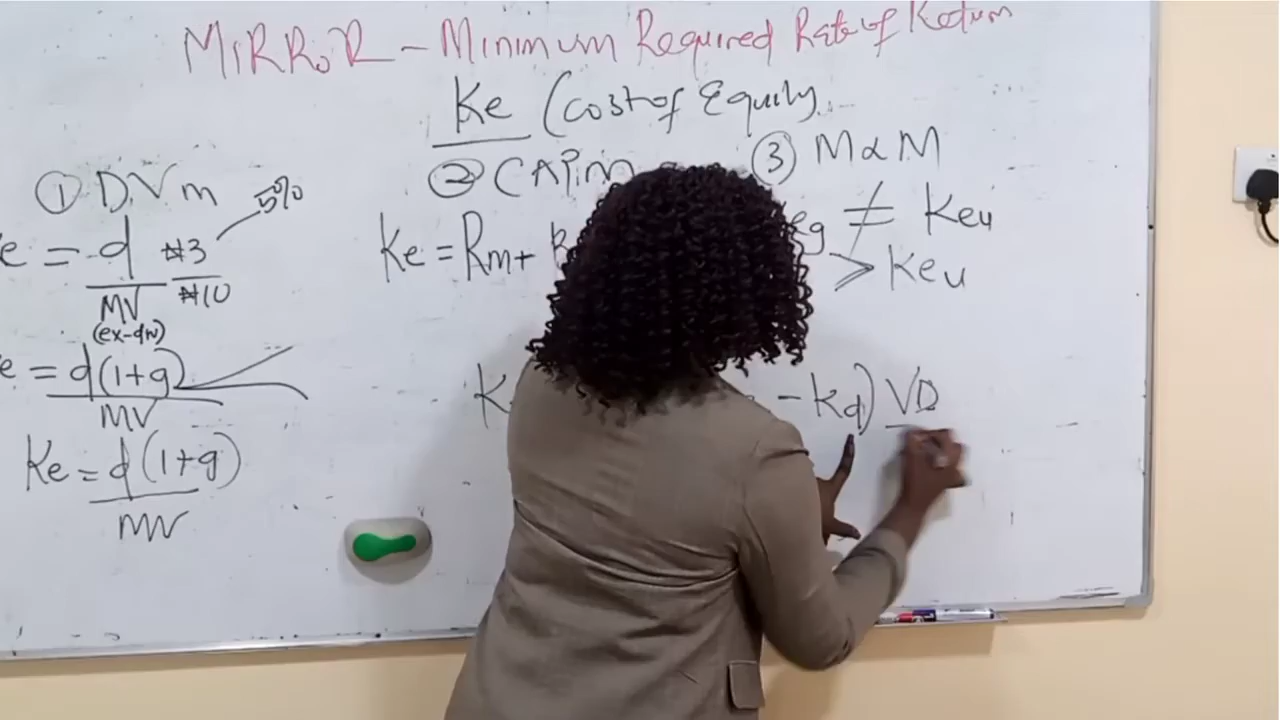 MIRRoR - Minimum Required Rate of Return
Ke (Cost of Equity
① DVm
② CAPM
③ M∝M
5%
e = d ₦3
MV ₦10
(ex-div)
Ke = Rm+
g ≠ Keu
> Keu
e = d(1+g)
MV
K - Kd) VD
Ke = d(1+g)
MV